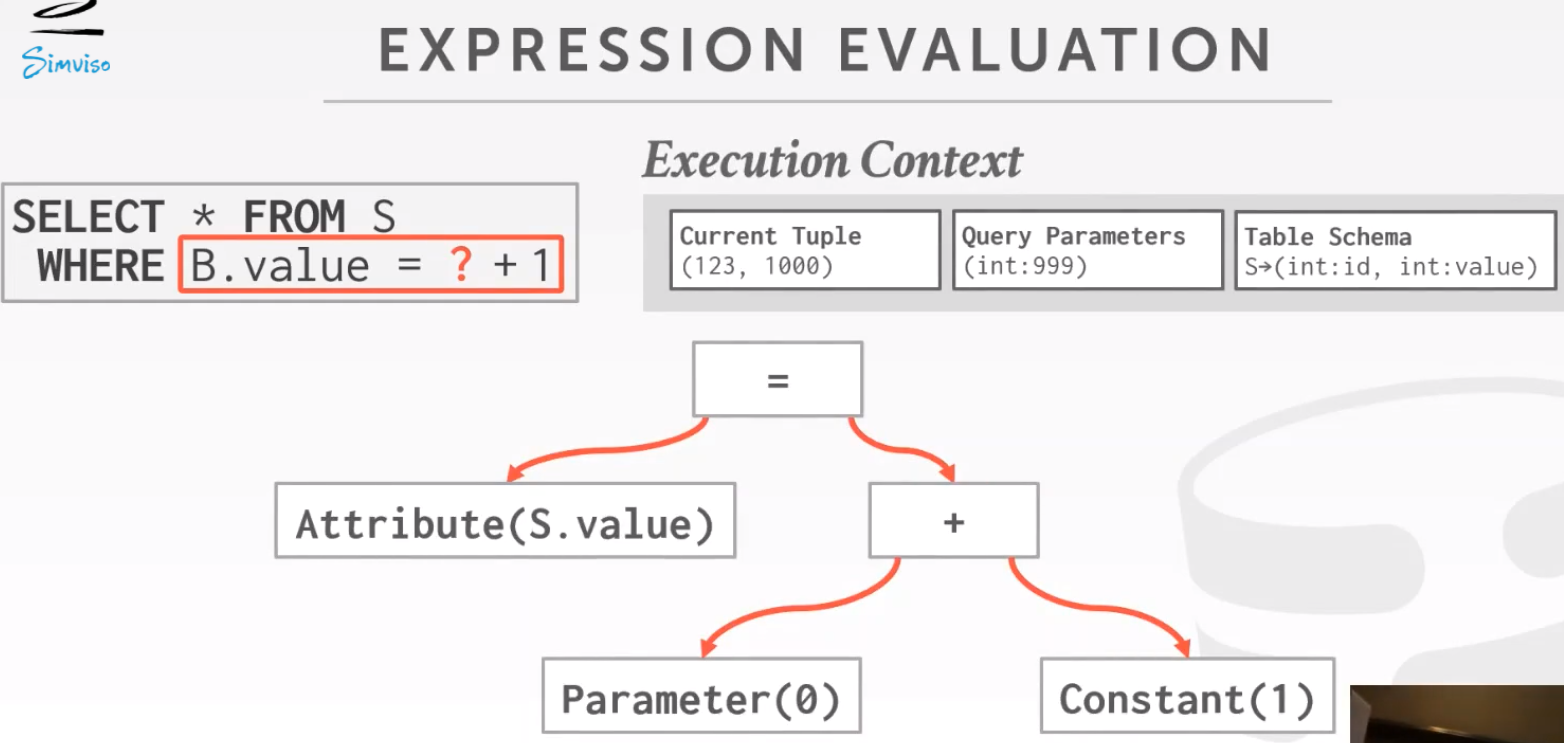 Simviso
EXPRESSION EVALUATION
Execution Context
SELECT * FROM S
WHERE B.value = ? + 1
Current Tuple
(123, 1000)
Query Parameters
(int:999)
Table Schema
S→(int:id, int:value)
=
Attribute(S.value)
+
Parameter(0)
Constant(1)